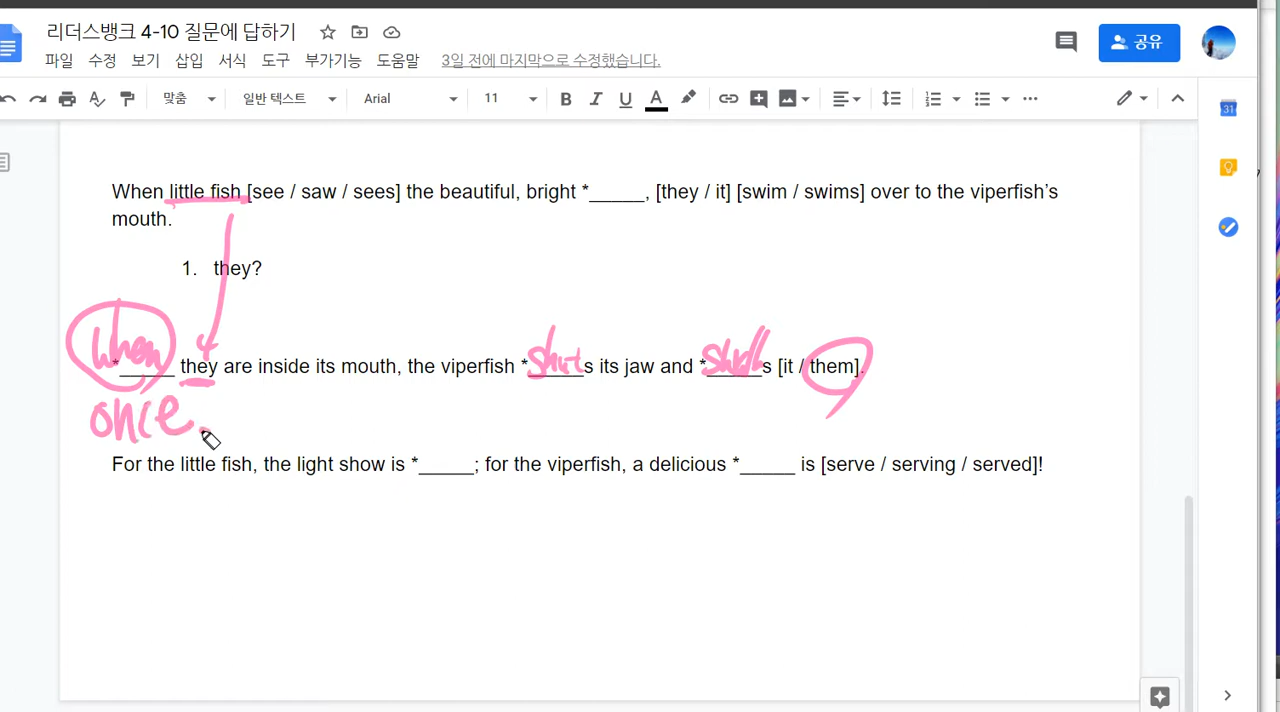 리더스뱅크 4-10 질문에 답하기
공유
파일 수정 보기 삽입 서식 도구 부가기능 도움말 3일 전에 마지막으로 수정했습니다.
맞춤 일반 텍스트 Arial 11 B I U A
31
When little fish [see / saw / sees] the beautiful, bright *_____, [they / it] [swim / swims] over to the viperfish's
mouth.
1. they?
when shut
*_____ they are inside its mouth, the viperfish *_____s its jaw and *_____s [it / them].
once.
For the little fish, the light show is *_____; for the viperfish, a delicious *_____ is [serve / serving / served]!